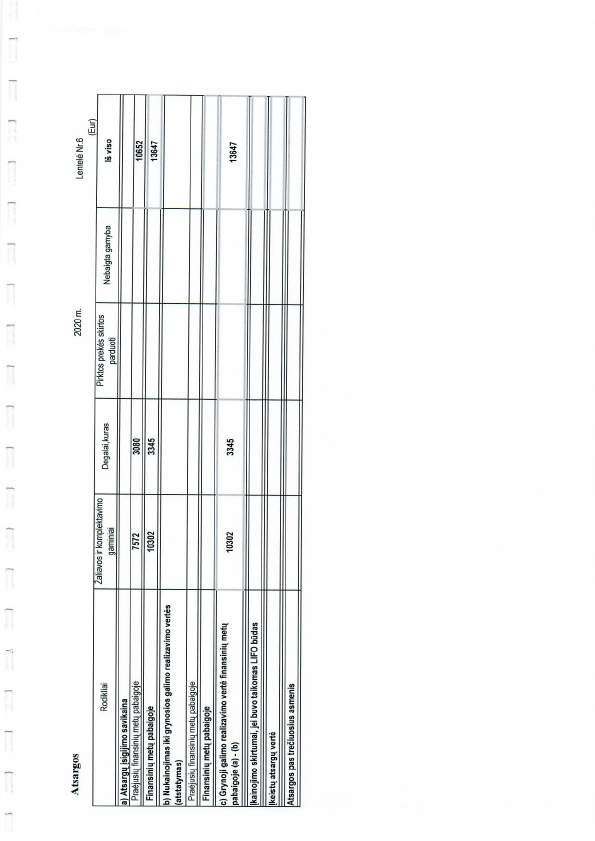 Atsargos 2020 m. Lentelė Nr.6
(Eur)
Rodikliai Žaliavos ir komplektavimo gaminiai Degalai,kuras Pirktos prekės skirtos parduoti Nebaigta gamyba Iš viso
a) Atsargų įsigijimo savikaina
Praėjusių finansinių metų pabaigoje 7572 3080 10652
Finansinių metų pabaigoje 10302 3345 13647
b) Nukainojimas iki grynosios galimo realizavimo vertės
(atstatymas)
Praėjusių finansinių metų pabaigoje
Finansinių metų pabaigoje
c) Grynoji galimo realizavimo vertė finansinių metų
pabaigoje (a) - (b) 10302 3345 13647
Įkainojimo skirtumai, jei buvo taikomas LIFO būdas
Įkeistų atsargų vertė
Atsargos pas trečiuosius asmenis